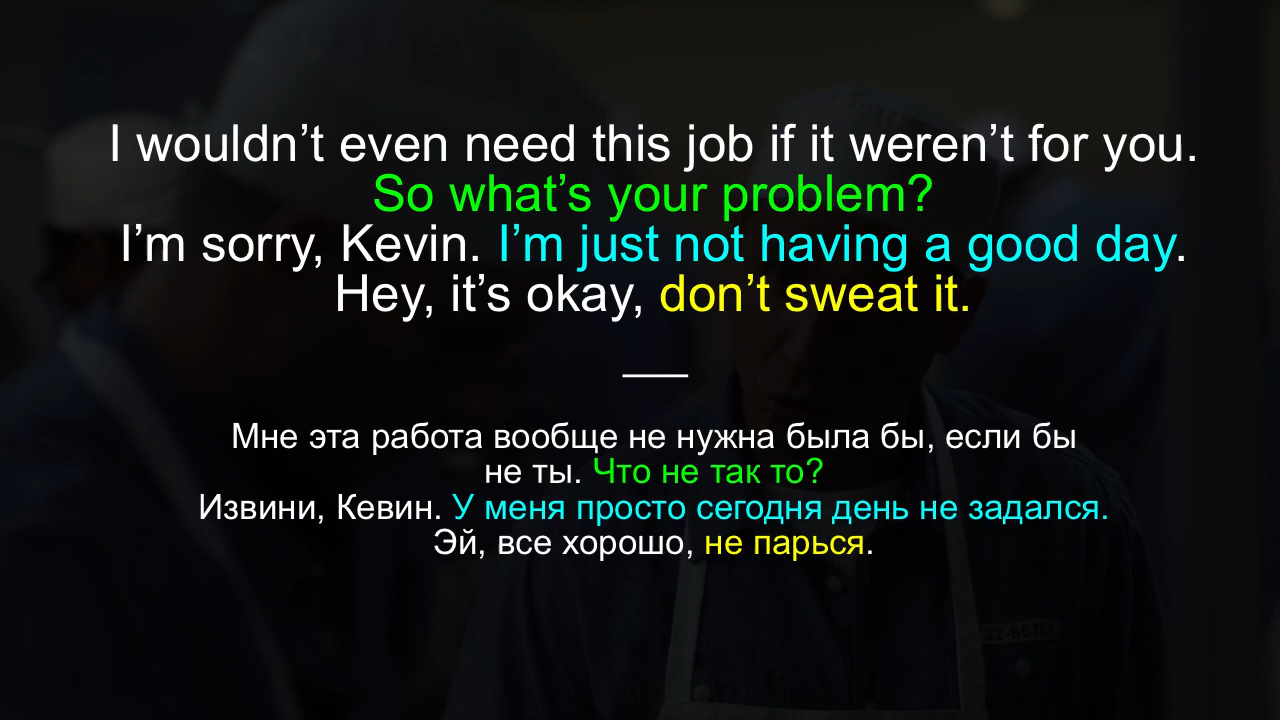 I wouldn’t even need this job if it weren’t for you.
So what’s your problem?
I’m sorry, Kevin. I’m just not having a good day.
Hey, it’s okay, don’t sweat it.
Мне эта работа вообще не нужна была бы, если бы
не ты. Что не так то?
Извини, Кевин. У меня просто сегодня день не задался.
Эй, все хорошо, не парься.